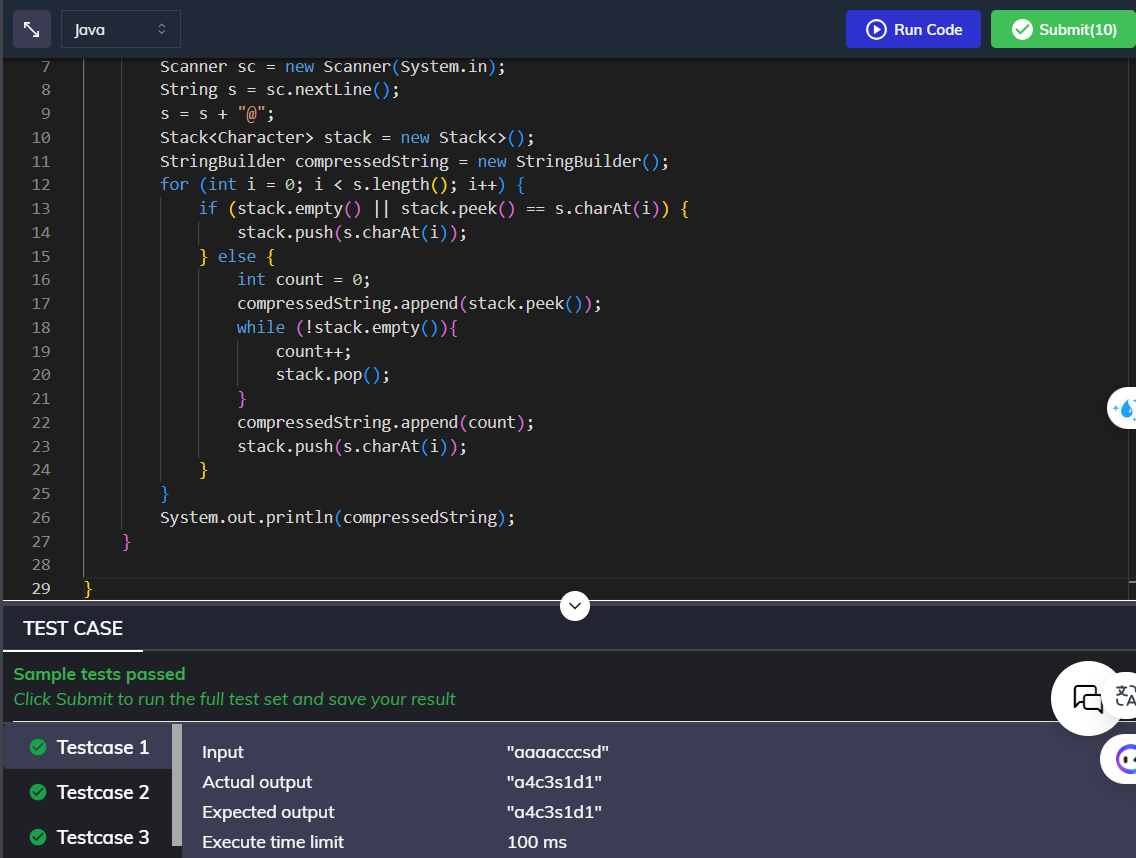 Java
Run Code
Submit(10)
7 Scanner sc = new Scanner(System.in);
8 String s = sc.nextLine();
9 s = s + "@";
10 Stack<Character> stack = new Stack<>();
11 StringBuilder compressedString = new StringBuilder();
12 for (int i = 0; i < s.length(); i++) {
13 if (stack.empty() || stack.peek() == s.charAt(i)) {
14 stack.push(s.charAt(i));
15 } else {
16 int count = 0;
17 compressedString.append(stack.peek());
18 while (!stack.empty()){
19 count++;
20 stack.pop();
21 }
22 compressedString.append(count);
23 stack.push(s.charAt(i));
24 }
25 }
26 System.out.println(compressedString);
27 }
28
29 }
TEST CASE
Sample tests passed
Click Submit to run the full test set and save your result
Testcase 1
Testcase 2
Testcase 3
Input "aaaacccsd"
Actual output "a4c3s1d1"
Expected output "a4c3s1d1"
Execute time limit 100 ms
文A